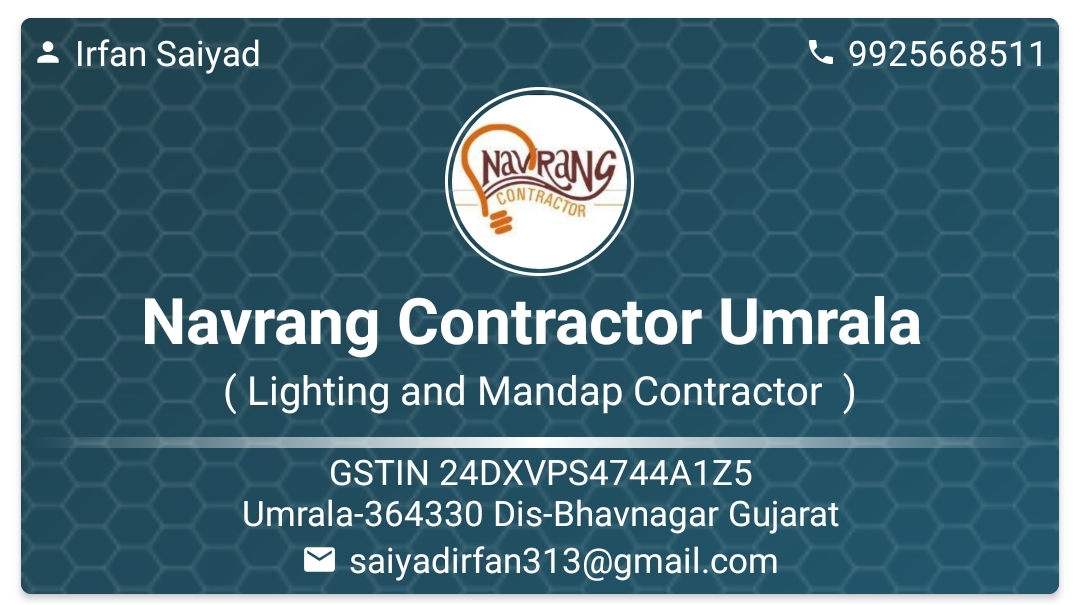 Irfan Saiyad
9925668511
NAVRANG
CONTRACTOR
Navrang Contractor Umrala
( Lighting and Mandap Contractor )
GSTIN 24DXVPS4744A1Z5
Umrala-364330 Dis-Bhavnagar Gujarat
saiyadirfan313@gmail.com